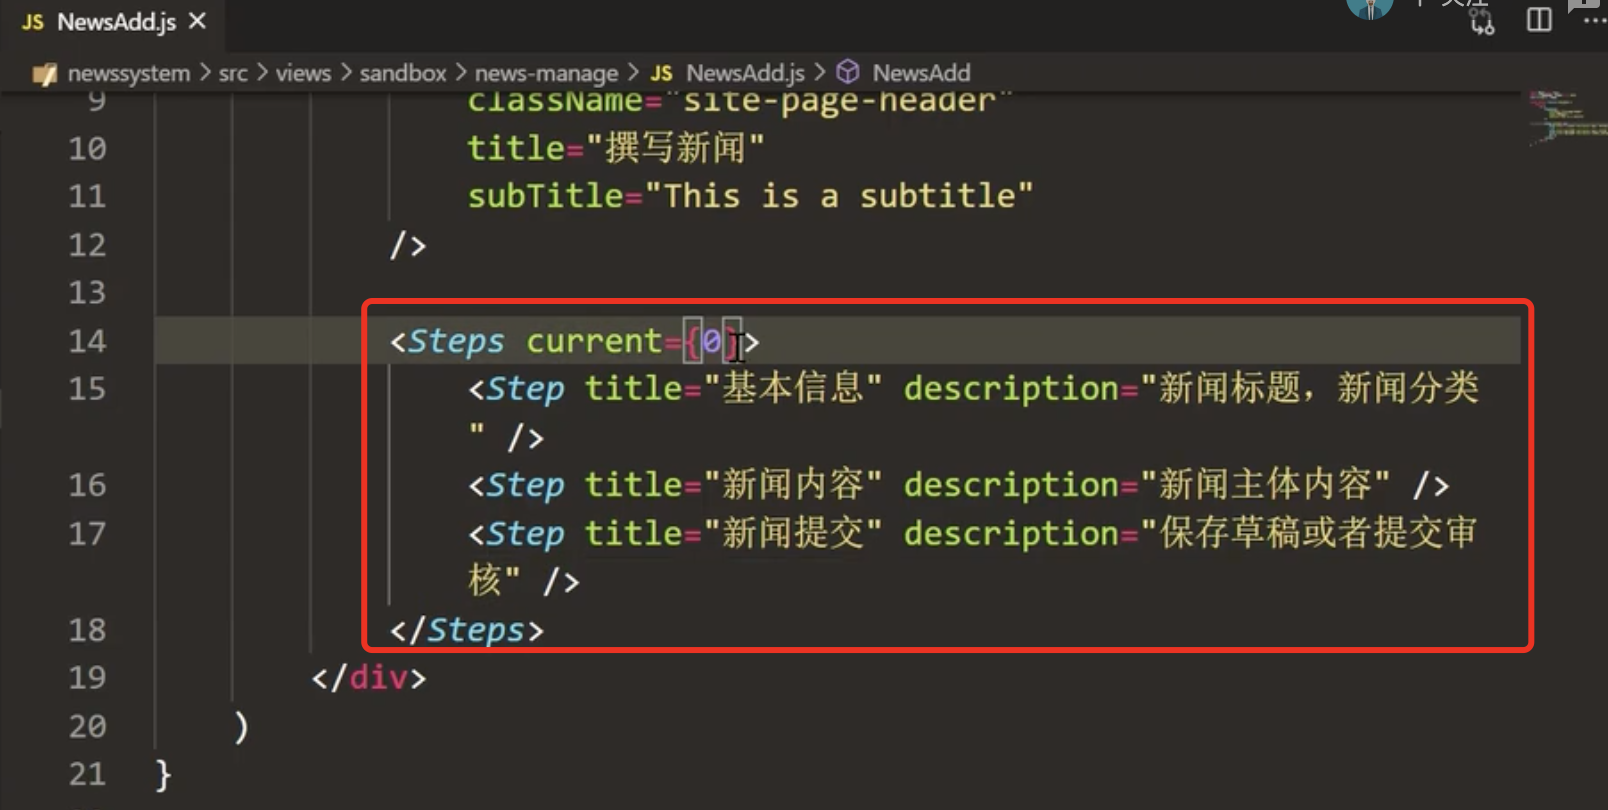 JS NewsAdd.js ×
newssystem > src > views > sandbox > news-manage > JS NewsAdd.js > NewsAdd
9 className="site-page-header"
10 title="撰写新闻"
11 subTitle="This is a subtitle"
12 />
13
14 <Steps current={0}>
15 <Step title="基本信息" description="新闻标题，新闻分类
" />
16 <Step title="新闻内容" description="新闻主体内容" />
17 <Step title="新闻提交" description="保存草稿或者提交审
核" />
18 </Steps>
19 </div>
20 )
21 }